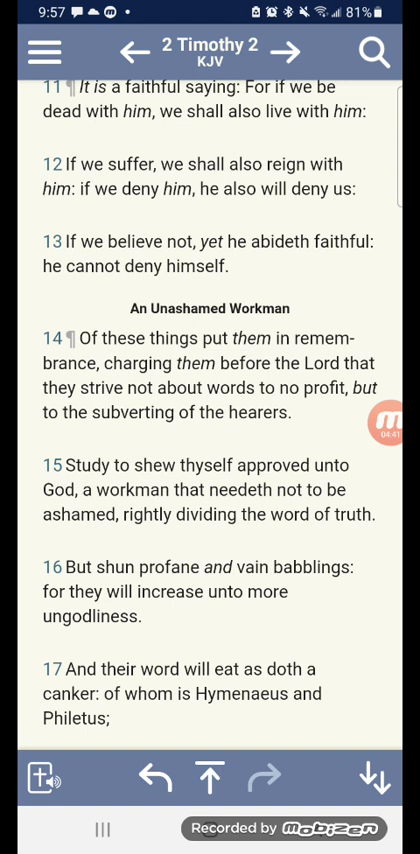 9:57 81%
2 Timothy 2
KJV
11 ¶ It is a faithful saying: For if we be
dead with him, we shall also live with him:
12 If we suffer, we shall also reign with
him: if we deny him, he also will deny us:
13 If we believe not, yet he abideth faithful:
he cannot deny himself.
An Unashamed Workman
14 ¶ Of these things put them in remem-
brance, charging them before the Lord that
they strive not about words to no profit, but
to the subverting of the hearers.
04:41
15 Study to shew thyself approved unto
God, a workman that needeth not to be
ashamed, rightly dividing the word of truth.
16 But shun profane and vain babblings:
for they will increase unto more
ungodliness.
17 And their word will eat as doth a
canker: of whom is Hymenaeus and
Philetus;
Recorded by mobizen